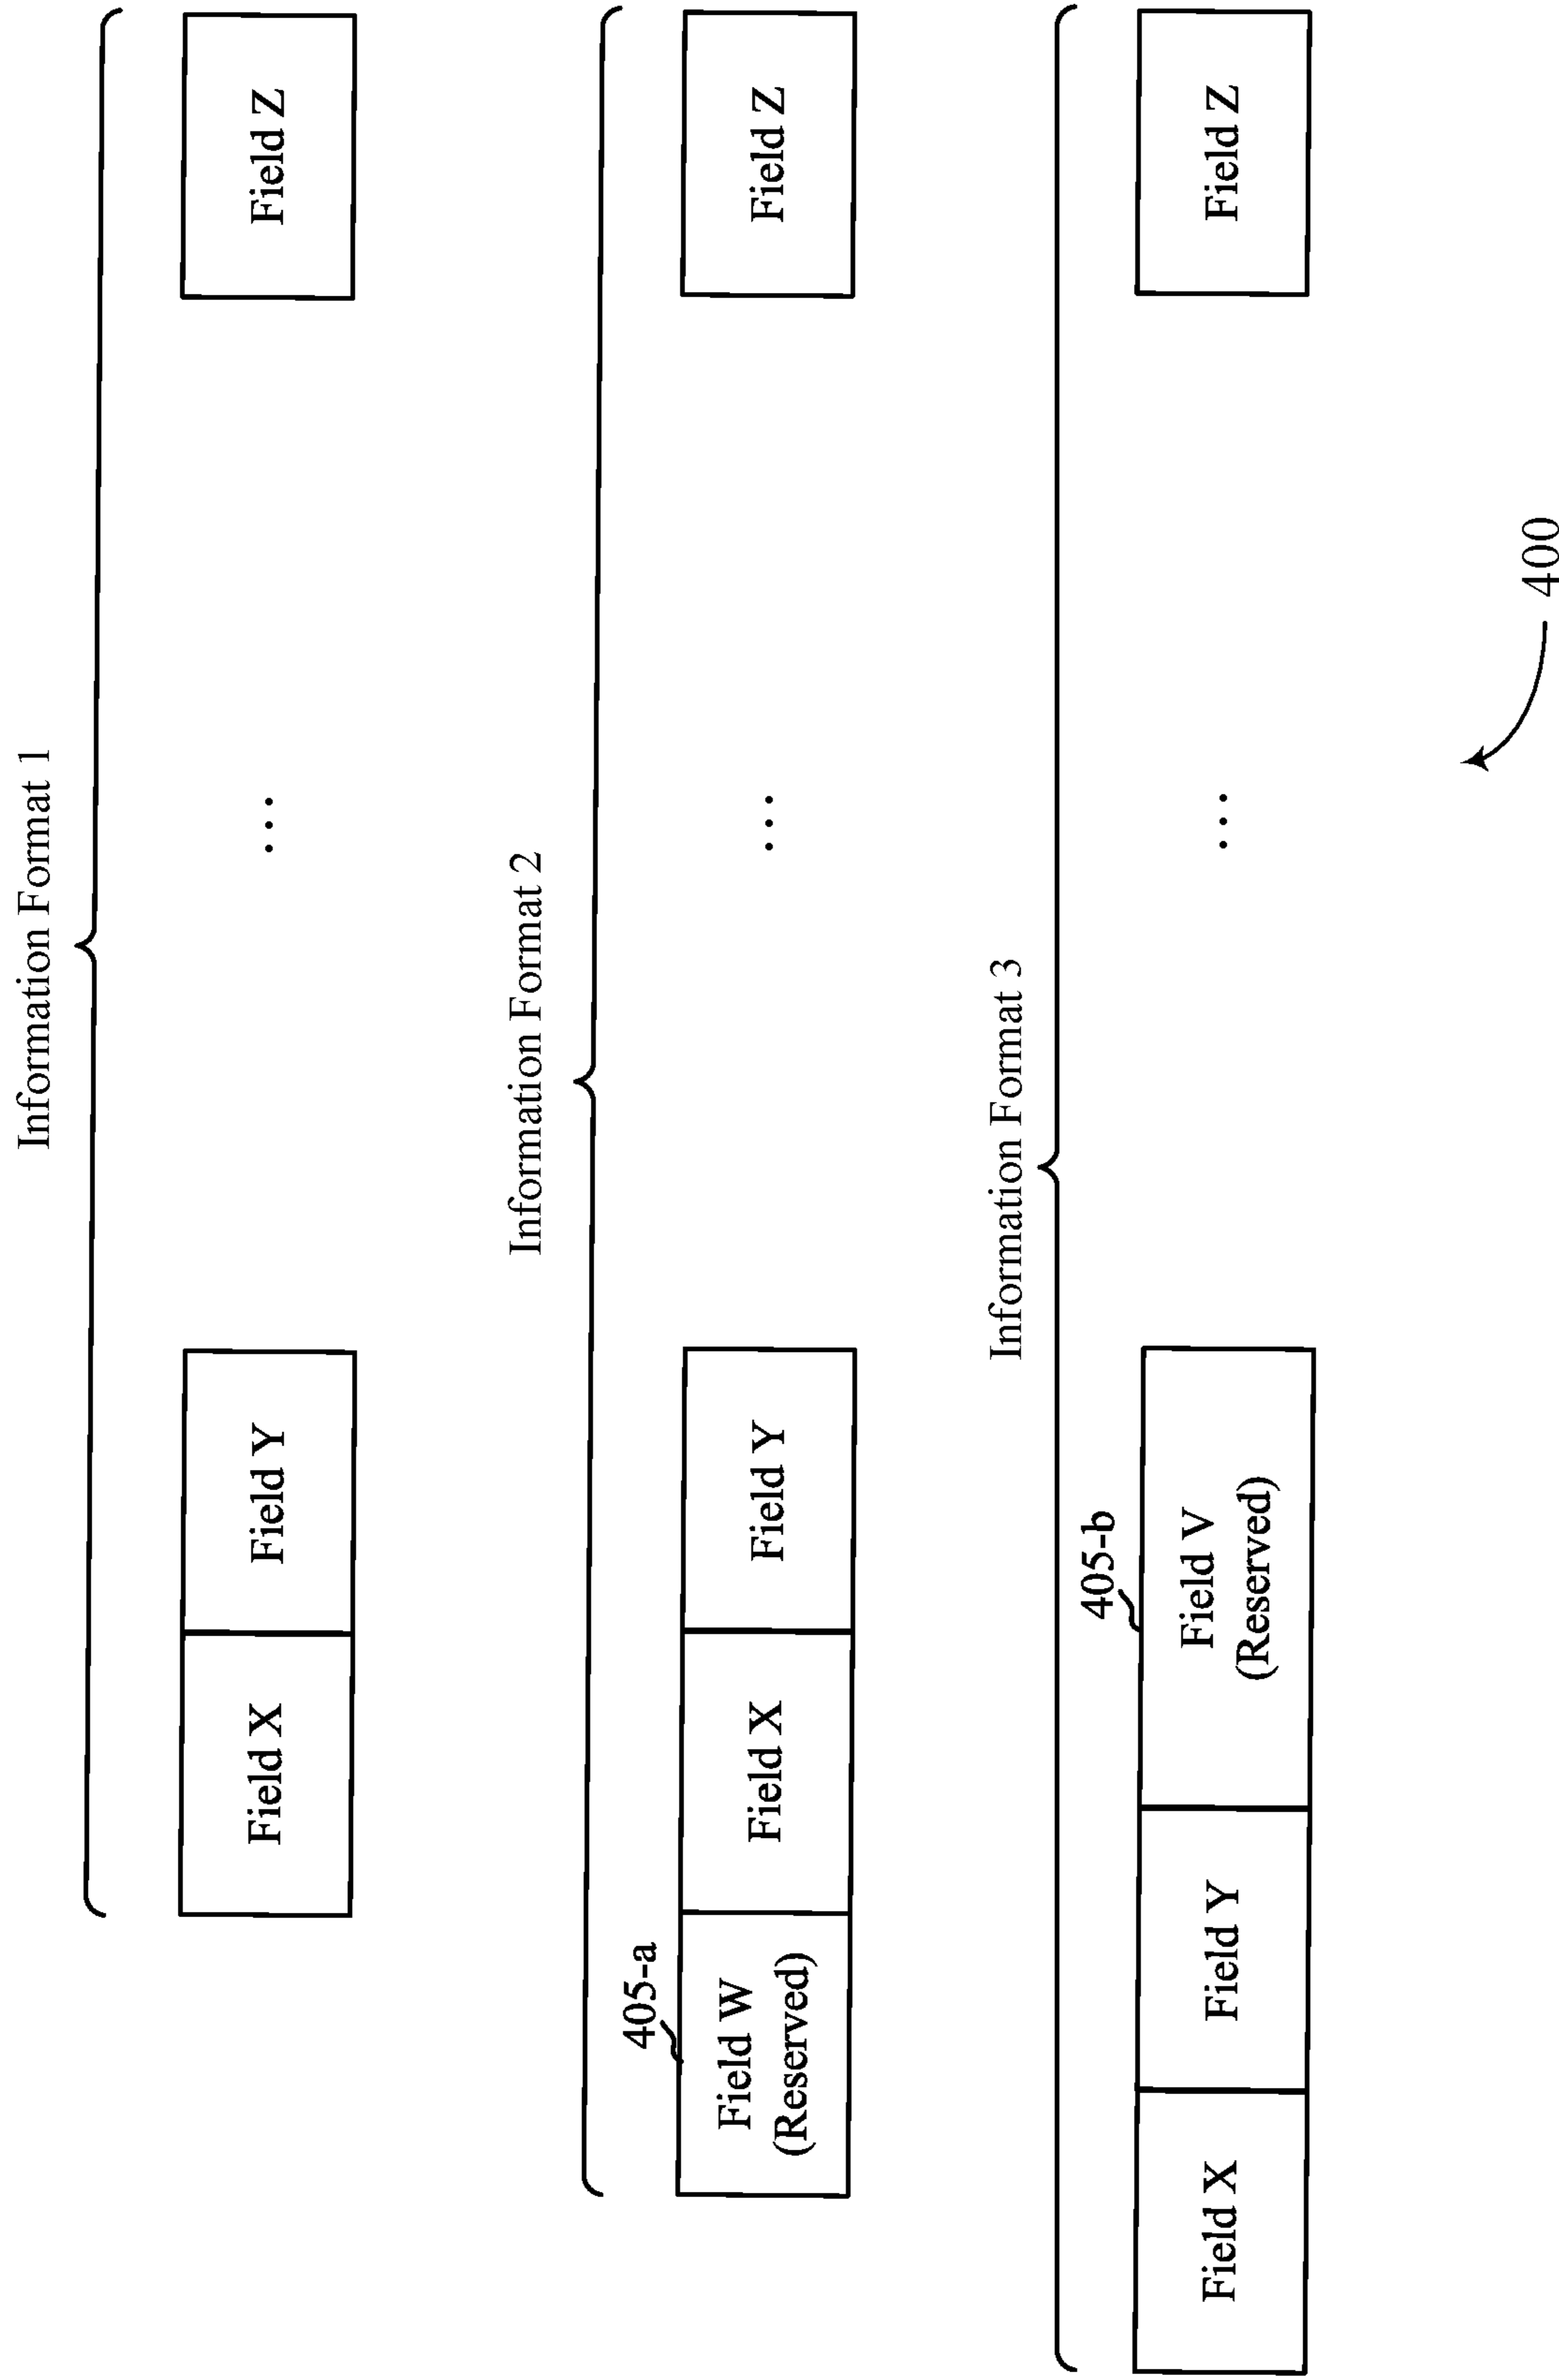 Information Format 1
Field X
Field Y
...
Field Z
Information Format 2
405-a
Field W
(Reserved)
Field X
Field Y
...
Field Z
Information Format 3
405-b
Field X
Field Y
Field V
(Reserved)
...
Field Z
400